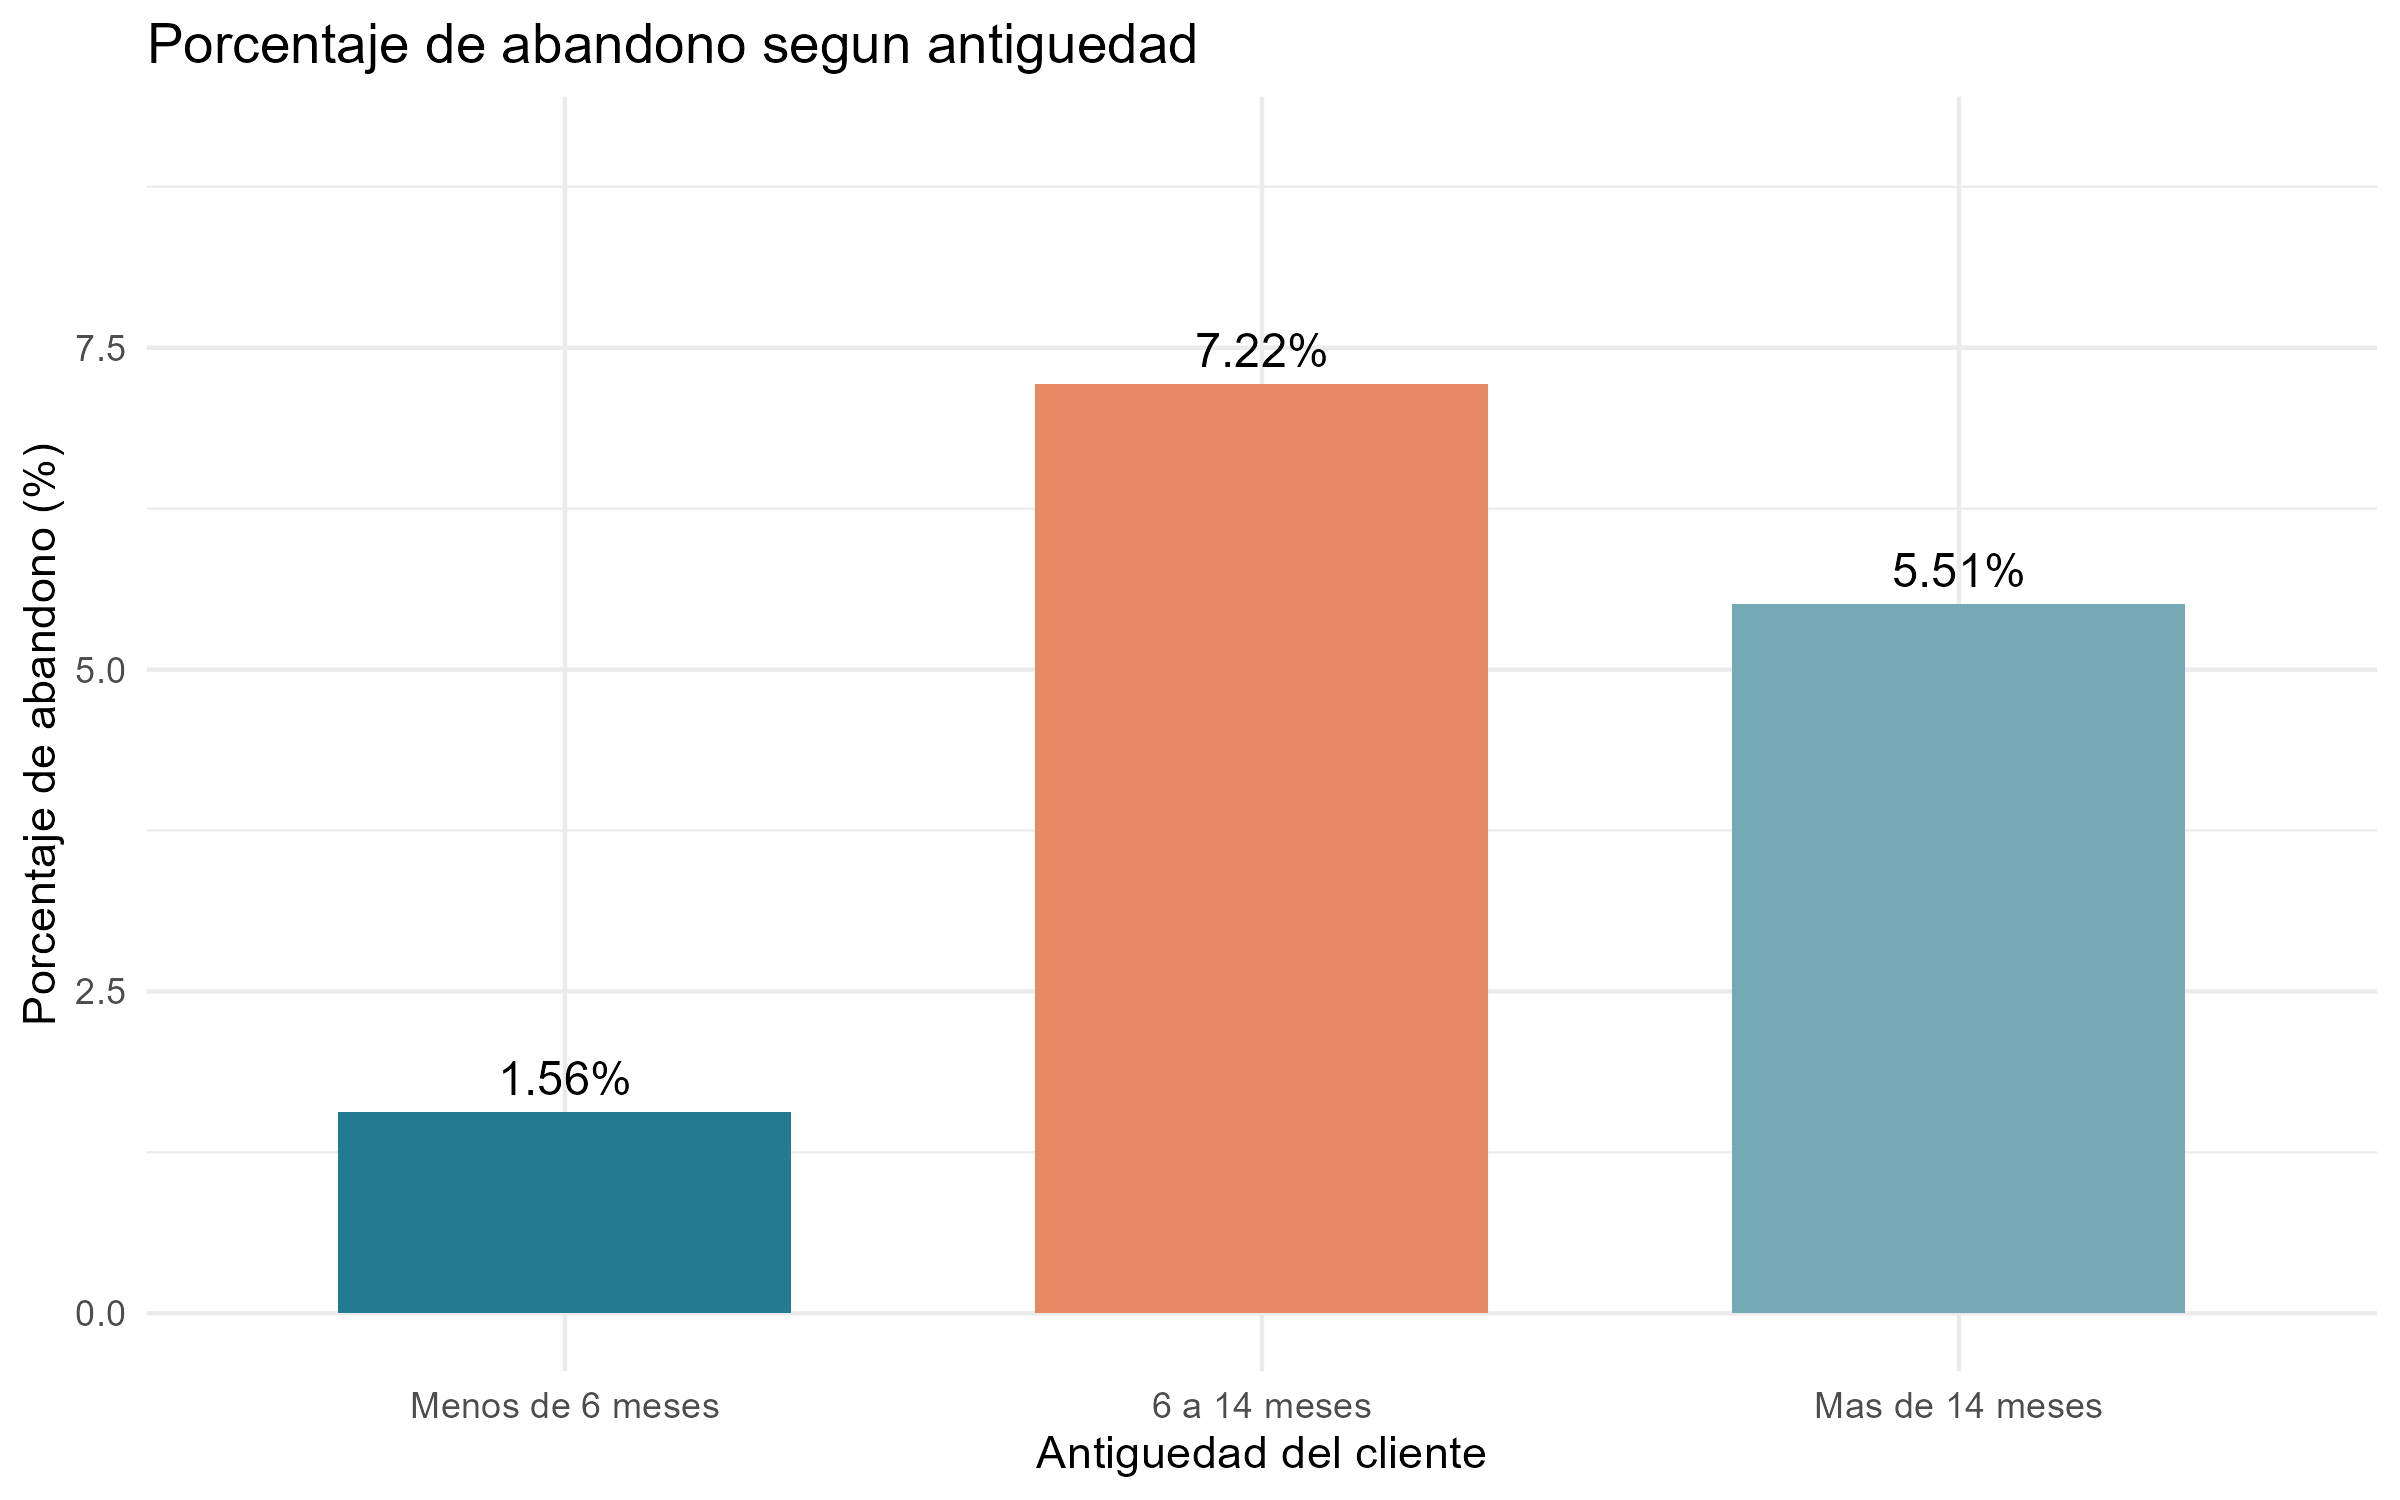 Porcentaje de abandono segun antiguedad
Porcentaje de abandono (%)
7.5
5.0
2.5
0.0
1.56%
7.22%
5.51%
Menos de 6 meses
6 a 14 meses
Mas de 14 meses
Antiguedad del cliente